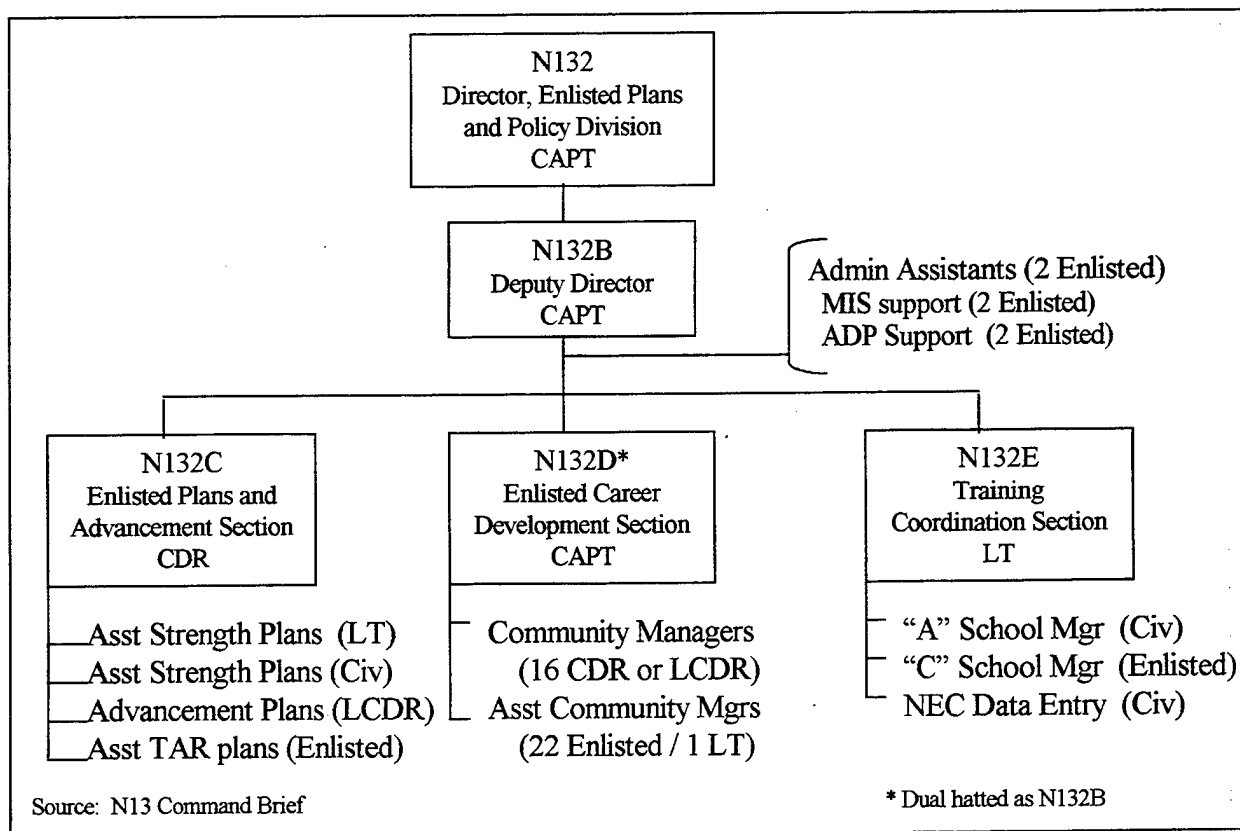 N132
Director, Enlisted Plans
and Policy Division
CAPT
N132B
Deputy Director
CAPT
Admin Assistants (2 Enlisted)
MIS support (2 Enlisted)
ADP Support (2 Enlisted)
N132C
Enlisted Plans and
Advancement Section
CDR
N132D*
Enlisted Career
Development Section
CAPT
N132E
Training
Coordination Section
LT
Asst Strength Plans (LT)
Asst Strength Plans (Civ)
Advancement Plans (LCDR)
Asst TAR plans (Enlisted)
Community Managers
(16 CDR or LCDR)
Asst Community Mgrs
(22 Enlisted / 1 LT)
“A” School Mgr (Civ)
“C” School Mgr (Enlisted)
NEC Data Entry (Civ)
Source: N13 Command Brief
* Dual hatted as N132B